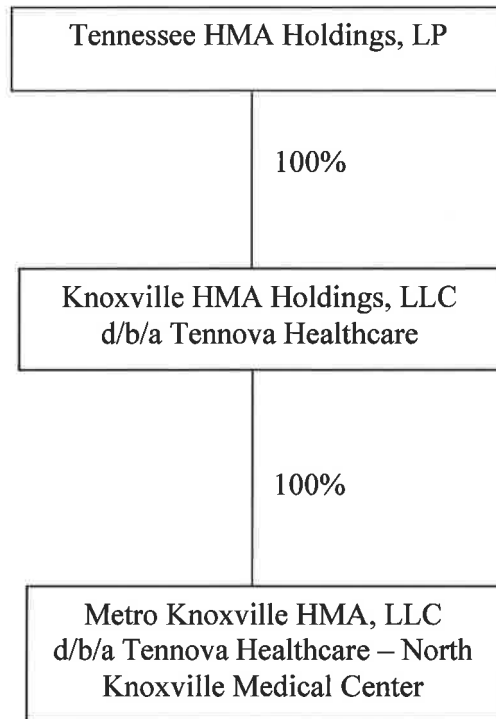 Tennessee HMA Holdings, LP
100%
Knoxville HMA Holdings, LLC
d/b/a Tennova Healthcare
100%
Metro Knoxville HMA, LLC
d/b/a Tennova Healthcare – North
Knoxville Medical Center